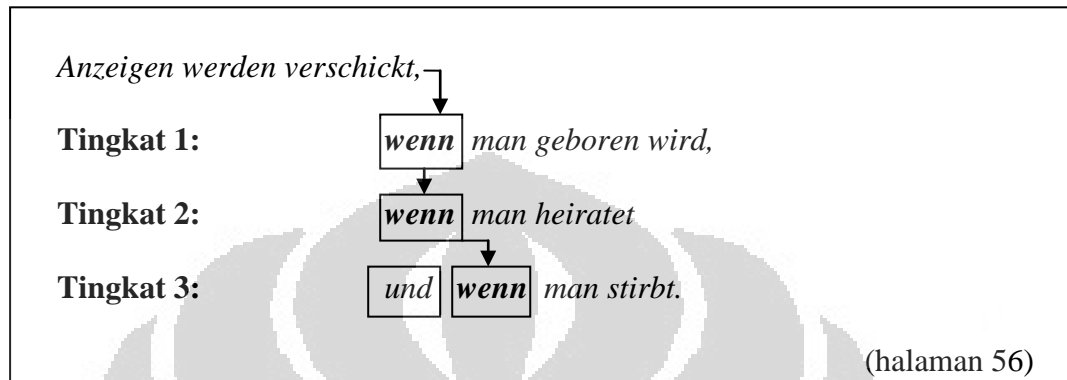 Anzeigen werden verschickt,
Tingkat 1: wenn man geboren wird,
Tingkat 2: wenn man heiratet
Tingkat 3: und wenn man stirbt.
(halaman 56)